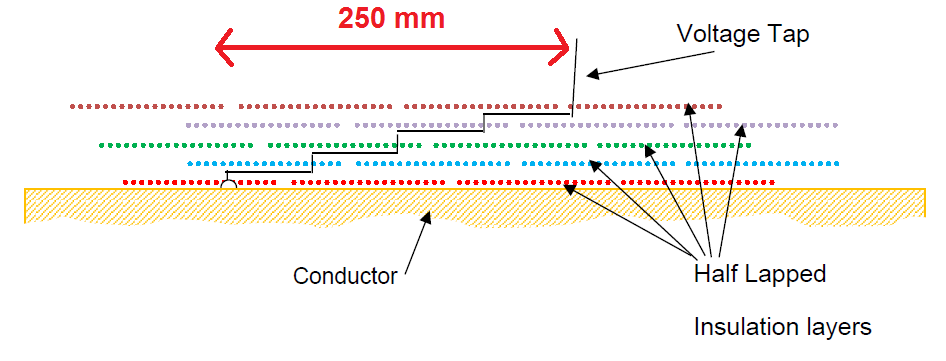 250 mm
Voltage Tap
Conductor
Half Lapped
Insulation layers